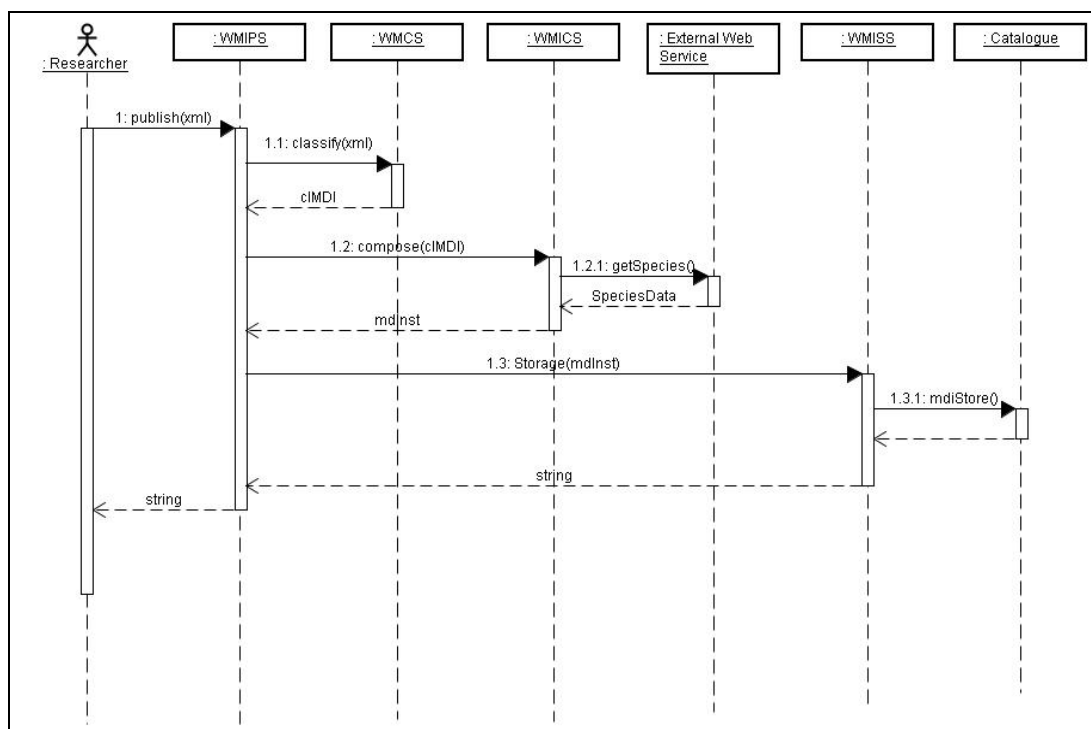 : Researcher
: WMIPS
: WMCS
: WMICS
: External Web
Service
: WMISS
: Catalogue
1: publish(xml)
1.1: classify(xml)
clMDI
1.2: compose(clMDI)
1.2.1: getSpecies()
SpeciesData
mdInst
1.3: Storage(mdInst)
1.3.1: mdiStore()
string
string